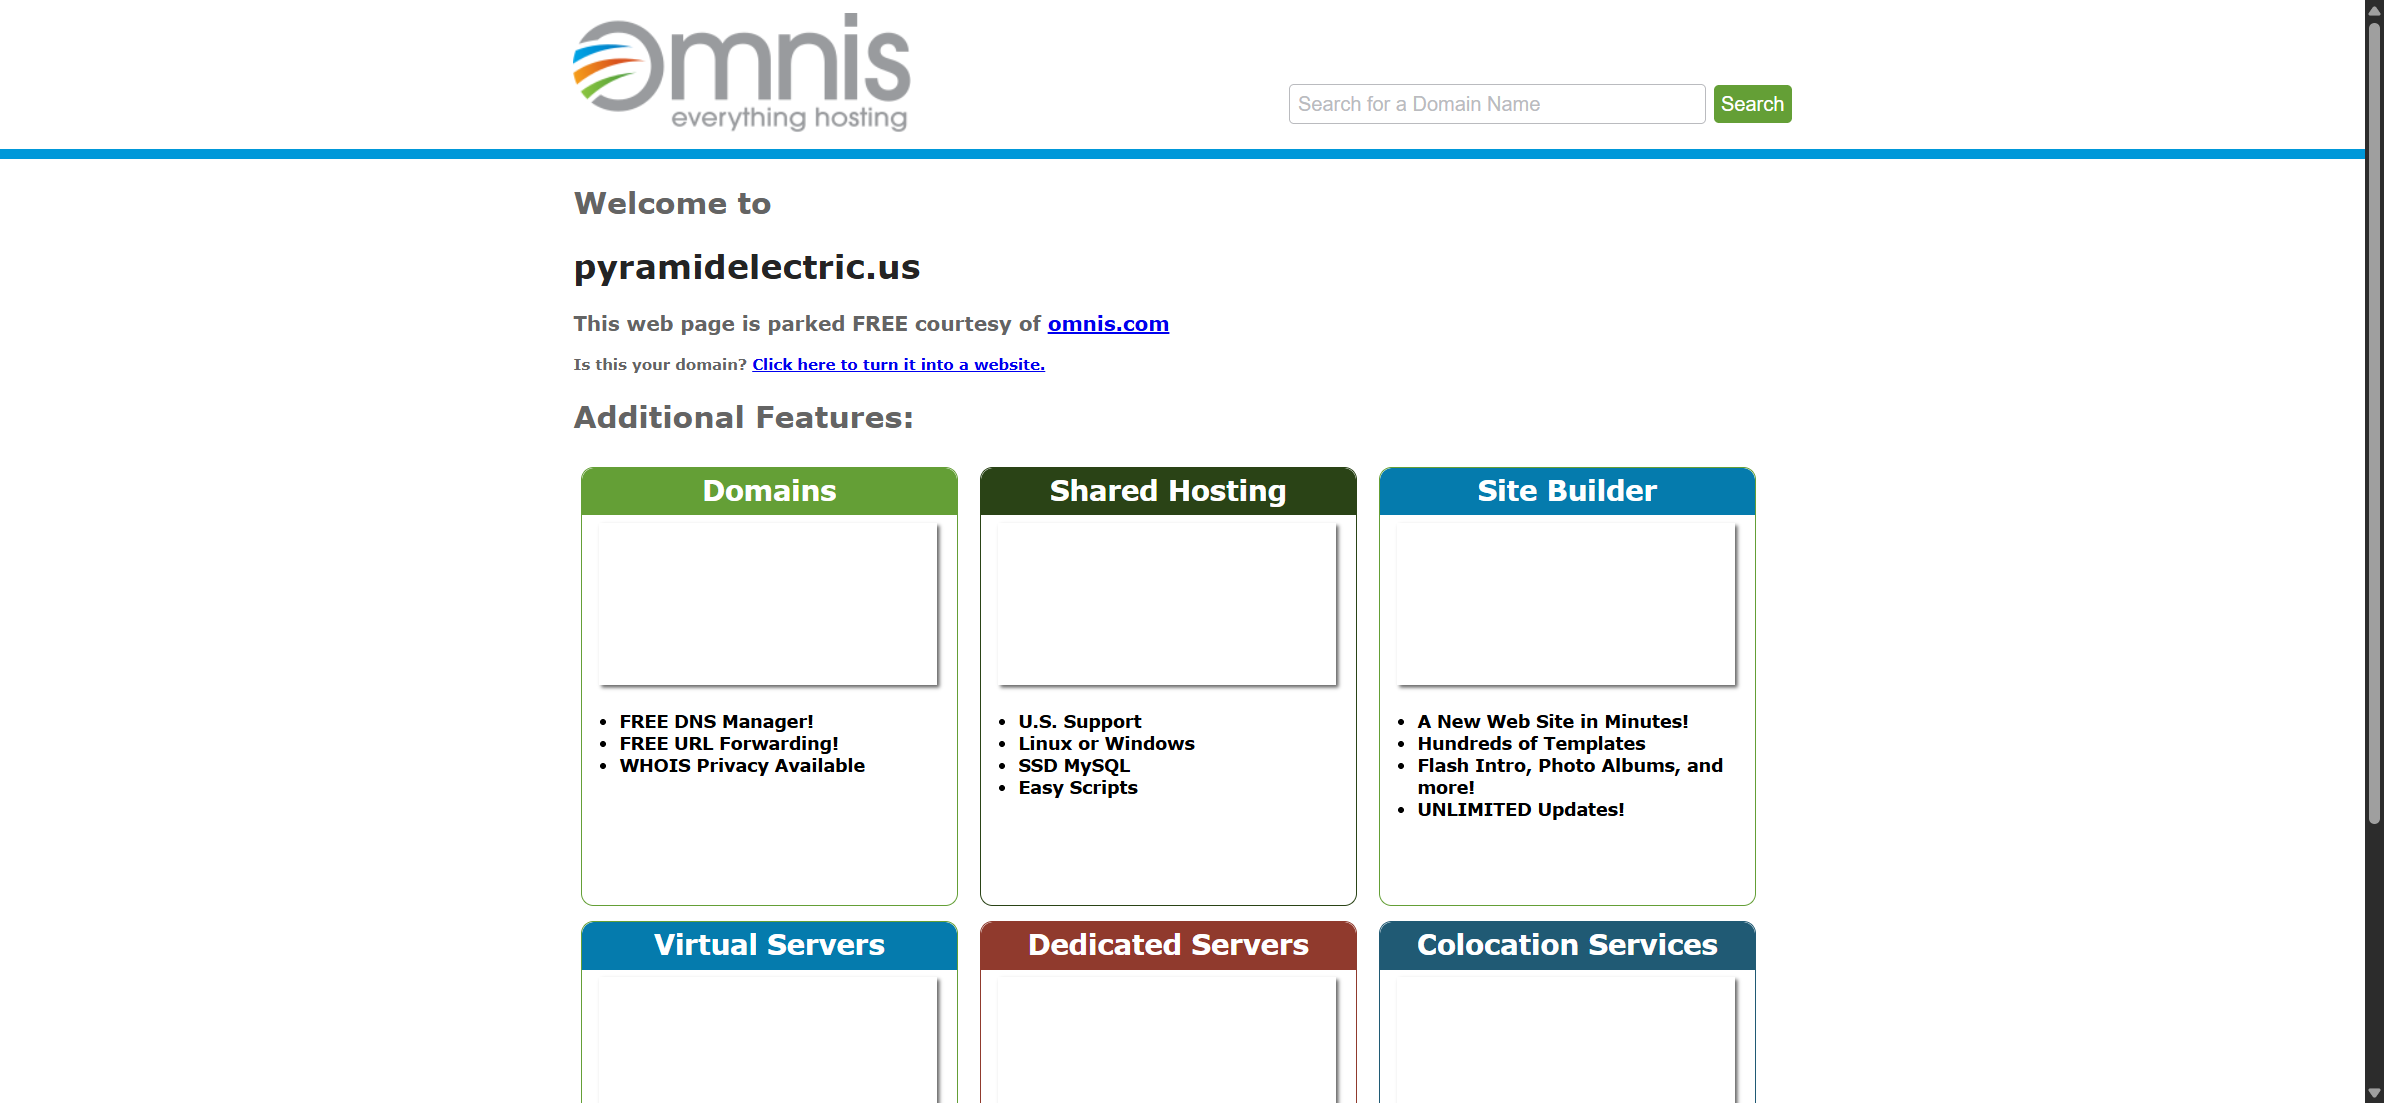 Omnis
everything hosting
Search for a Domain Name
Search
Welcome to
pyramidelectric.us
This web page is parked FREE courtesy of omnis.com
Is this your domain? Click here to turn it into a website.
Additional Features:
Domains
FREE DNS Manager!
FREE URL Forwarding!
WHOIS Privacy Available
Shared Hosting
U.S. Support
Linux or Windows
SSD MySQL
Easy Scripts
Site Builder
A New Web Site in Minutes!
Hundreds of Templates
Flash Intro, Photo Albums, and
more!
UNLIMITED Updates!
Virtual Servers
Dedicated Servers
Colocation Services